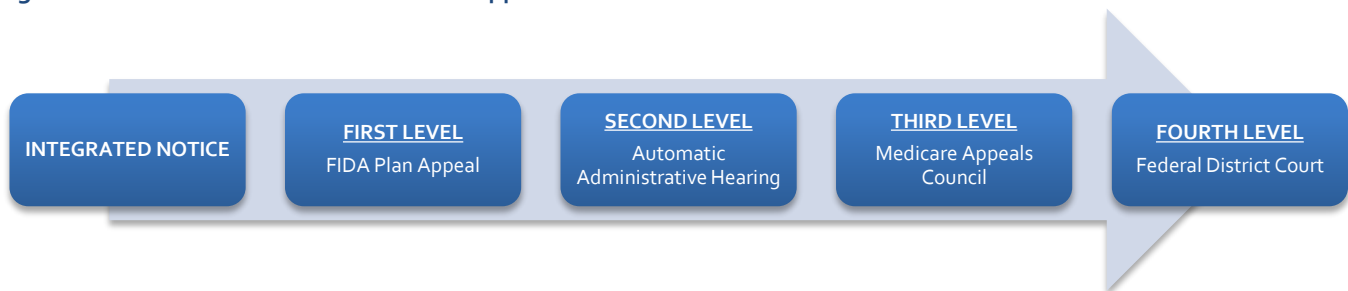 INTEGRATED NOTICE
FIRST LEVEL
FIDA Plan Appeal
SECOND LEVEL
Automatic
Administrative Hearing
THIRD LEVEL
Medicare Appeals
Council
FOURTH LEVEL
Federal District Court